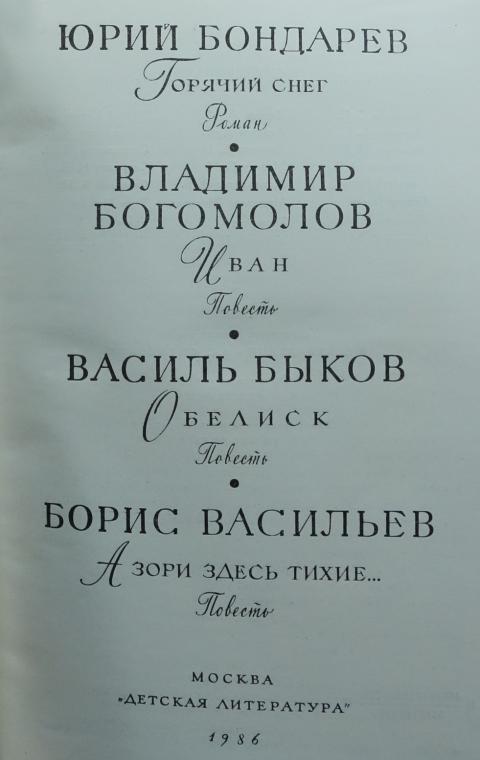 ЮРИЙ БОНДАРЕВ
Горячий снег
Роман
•
ВЛАДИМИР
БОГОМОЛОВ
Иван
Повесть
•
ВАСИЛЬ БЫКОВ
Обелиск
Повесть
•
БОРИС ВАСИЛЬЕВ
А зори здесь тихие...
Повесть
МОСКВА
"ДЕТСКАЯ ЛИТЕРАТУРА"
1986